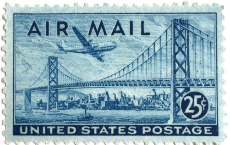 AIR MAIL
25¢
UNITED STATES POSTAGE